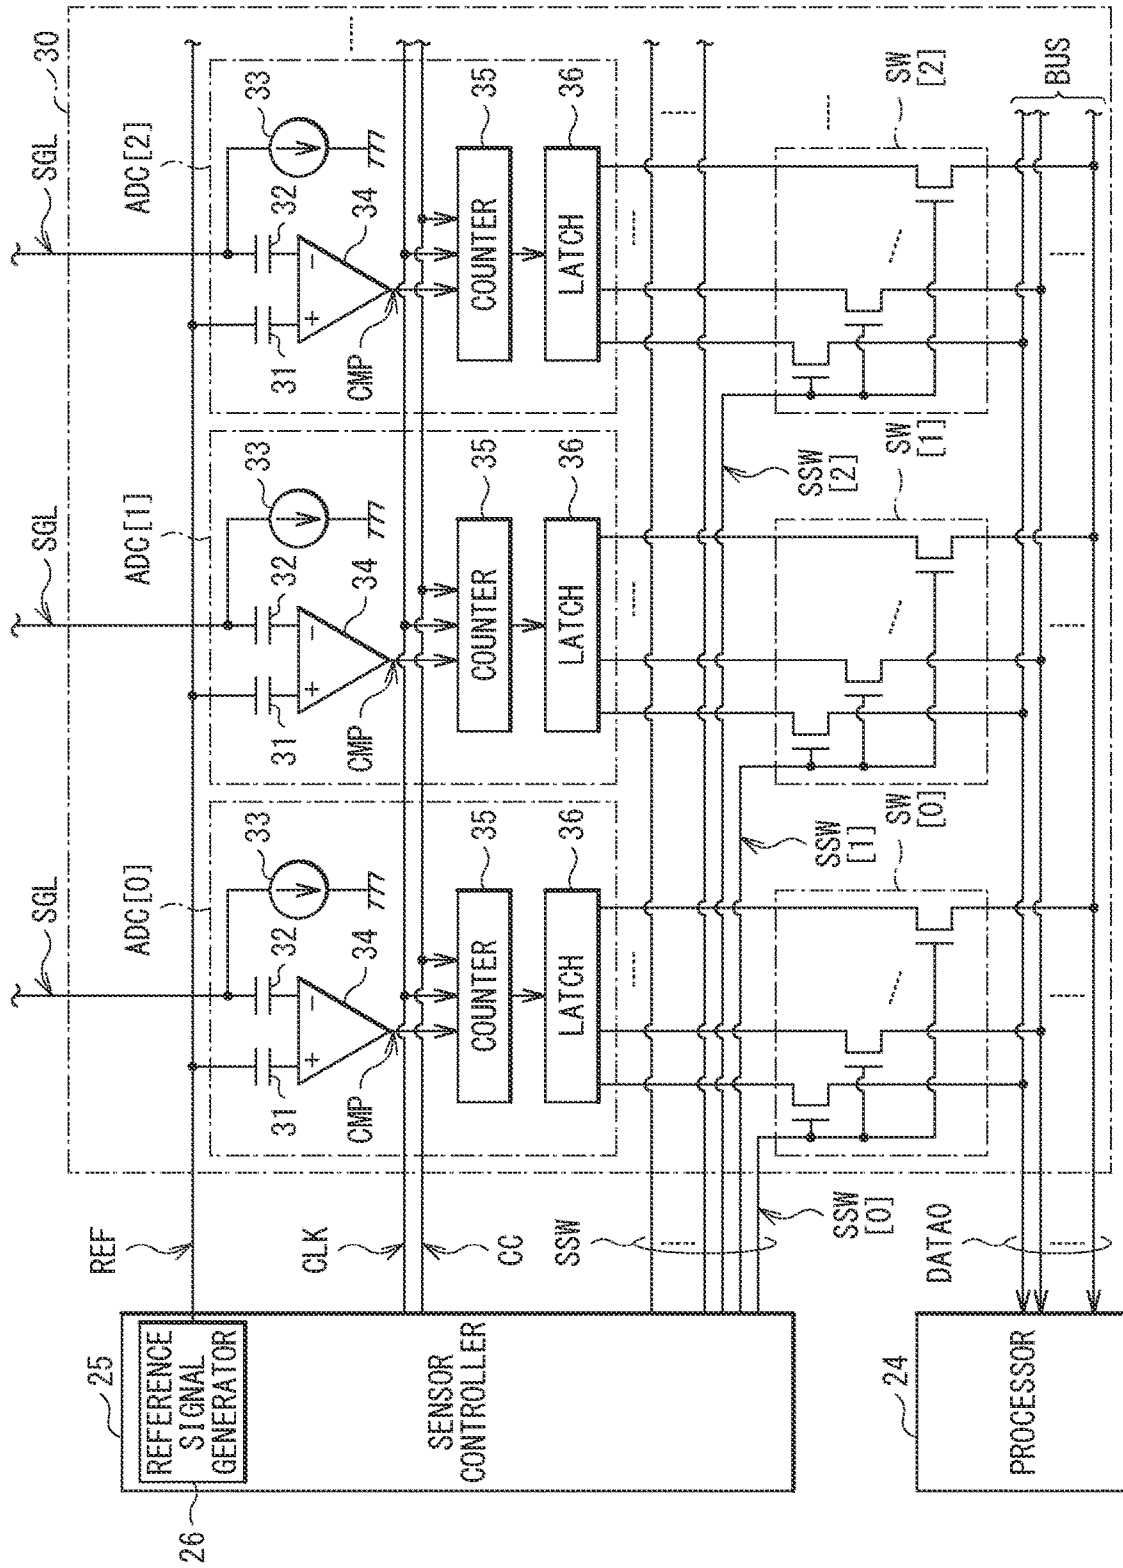 30
SGL
SGL
SGL
ADC[0]
ADC[1]
ADC[2]
REF
33
33
33
31
32
31
32
31
32
+
-
+
-
+
-
34
34
34
CMP
CMP
CMP
CLK
CC
25
REFERENCE
SIGNAL
GENERATOR
26
SENSOR
CONTROLLER
COUNTER
35
COUNTER
35
COUNTER
35
LATCH
36
LATCH
36
LATCH
36
SSW
SSW
[0]
SSW
[1]
SSW
[2]
SW
[0]
SW
[1]
SW
[2]
DATA0
BUS
24
PROCESSOR